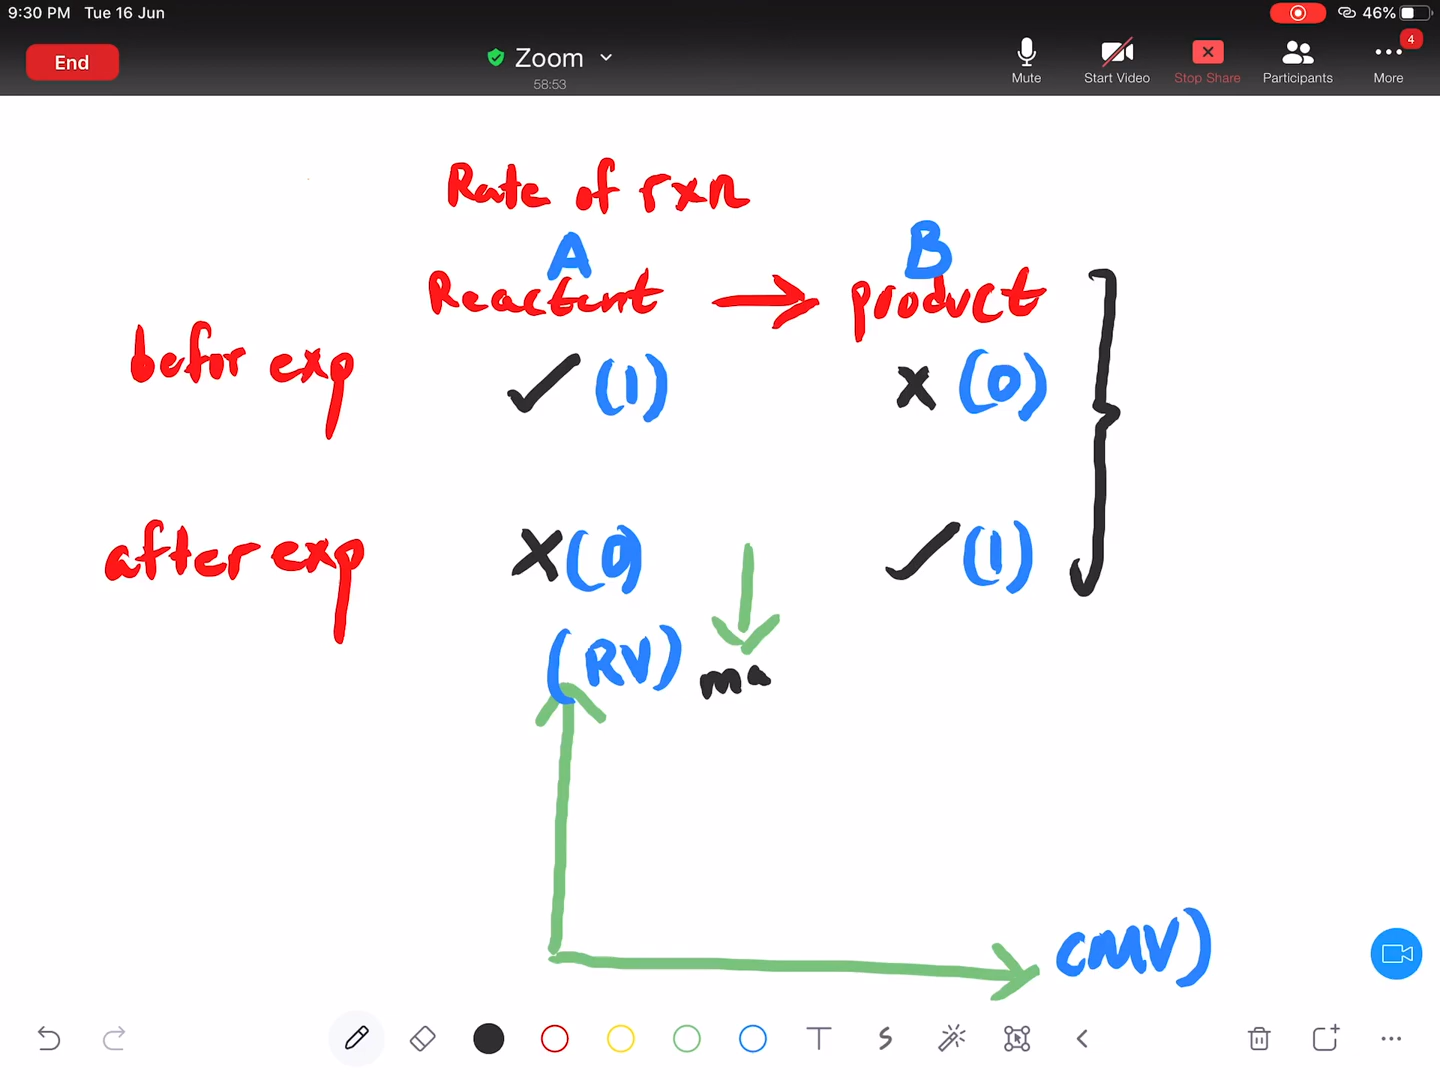 9:30 PM Tue 16 Jun
46%
End
Zoom
58:53
Mute
Start Video
Stop Share
Participants
4
More
Rate of rxn
A B
Reactant → product
befor exp ✓ (1) x (0)
after exp X (0) ✓ (1)
(RV) ma
(MV)
T